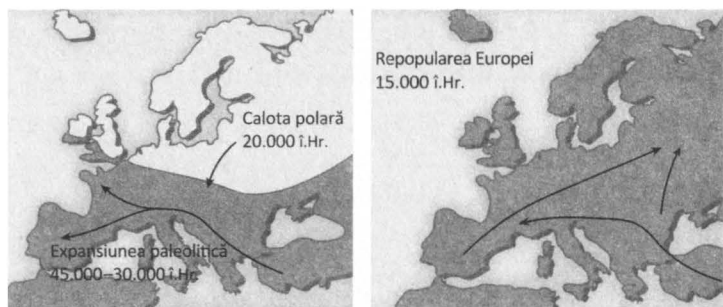 Calota polară
20.000 î.Hr.
Expansiunea paleolitică
45.000–30.000 î.Hr.
Repopularea Europei
15.000 î.Hr.